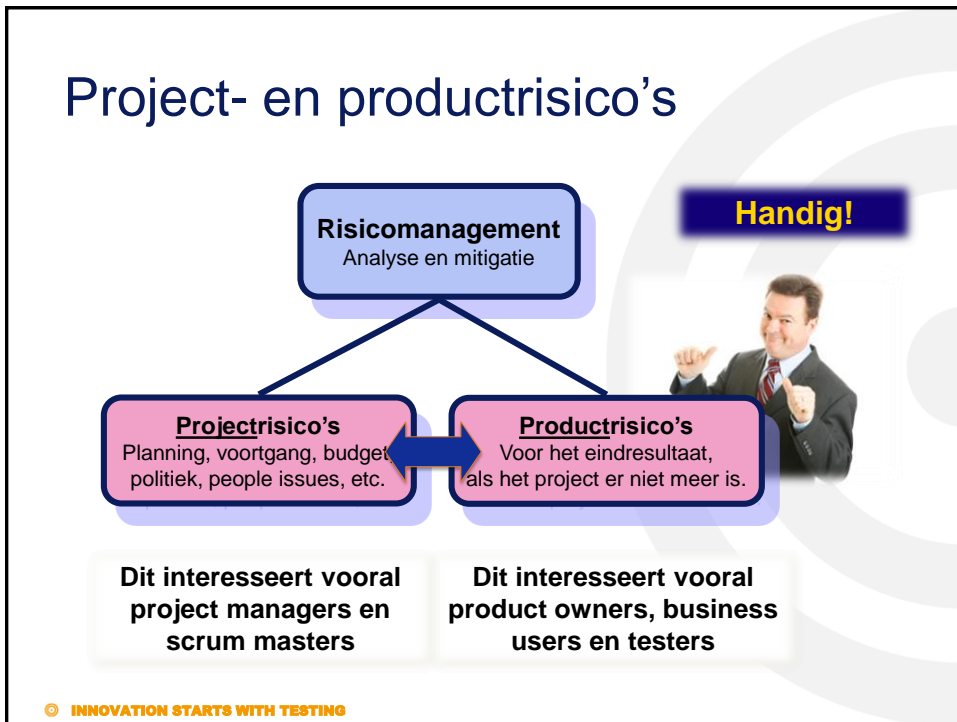 Project- en productrisico’s
Risicomanagement
Analyse en mitigatie
Handig!
Projectrisico’s
Planning, voortgang, budget,
politiek, people issues, etc.
Productrisico’s
Voor het eindresultaat,
als het project er niet meer is.
Dit interesseert vooral
project managers en
scrum masters
Dit interesseert vooral
product owners, business
users en testers
INNOVATION STARTS WITH TESTING